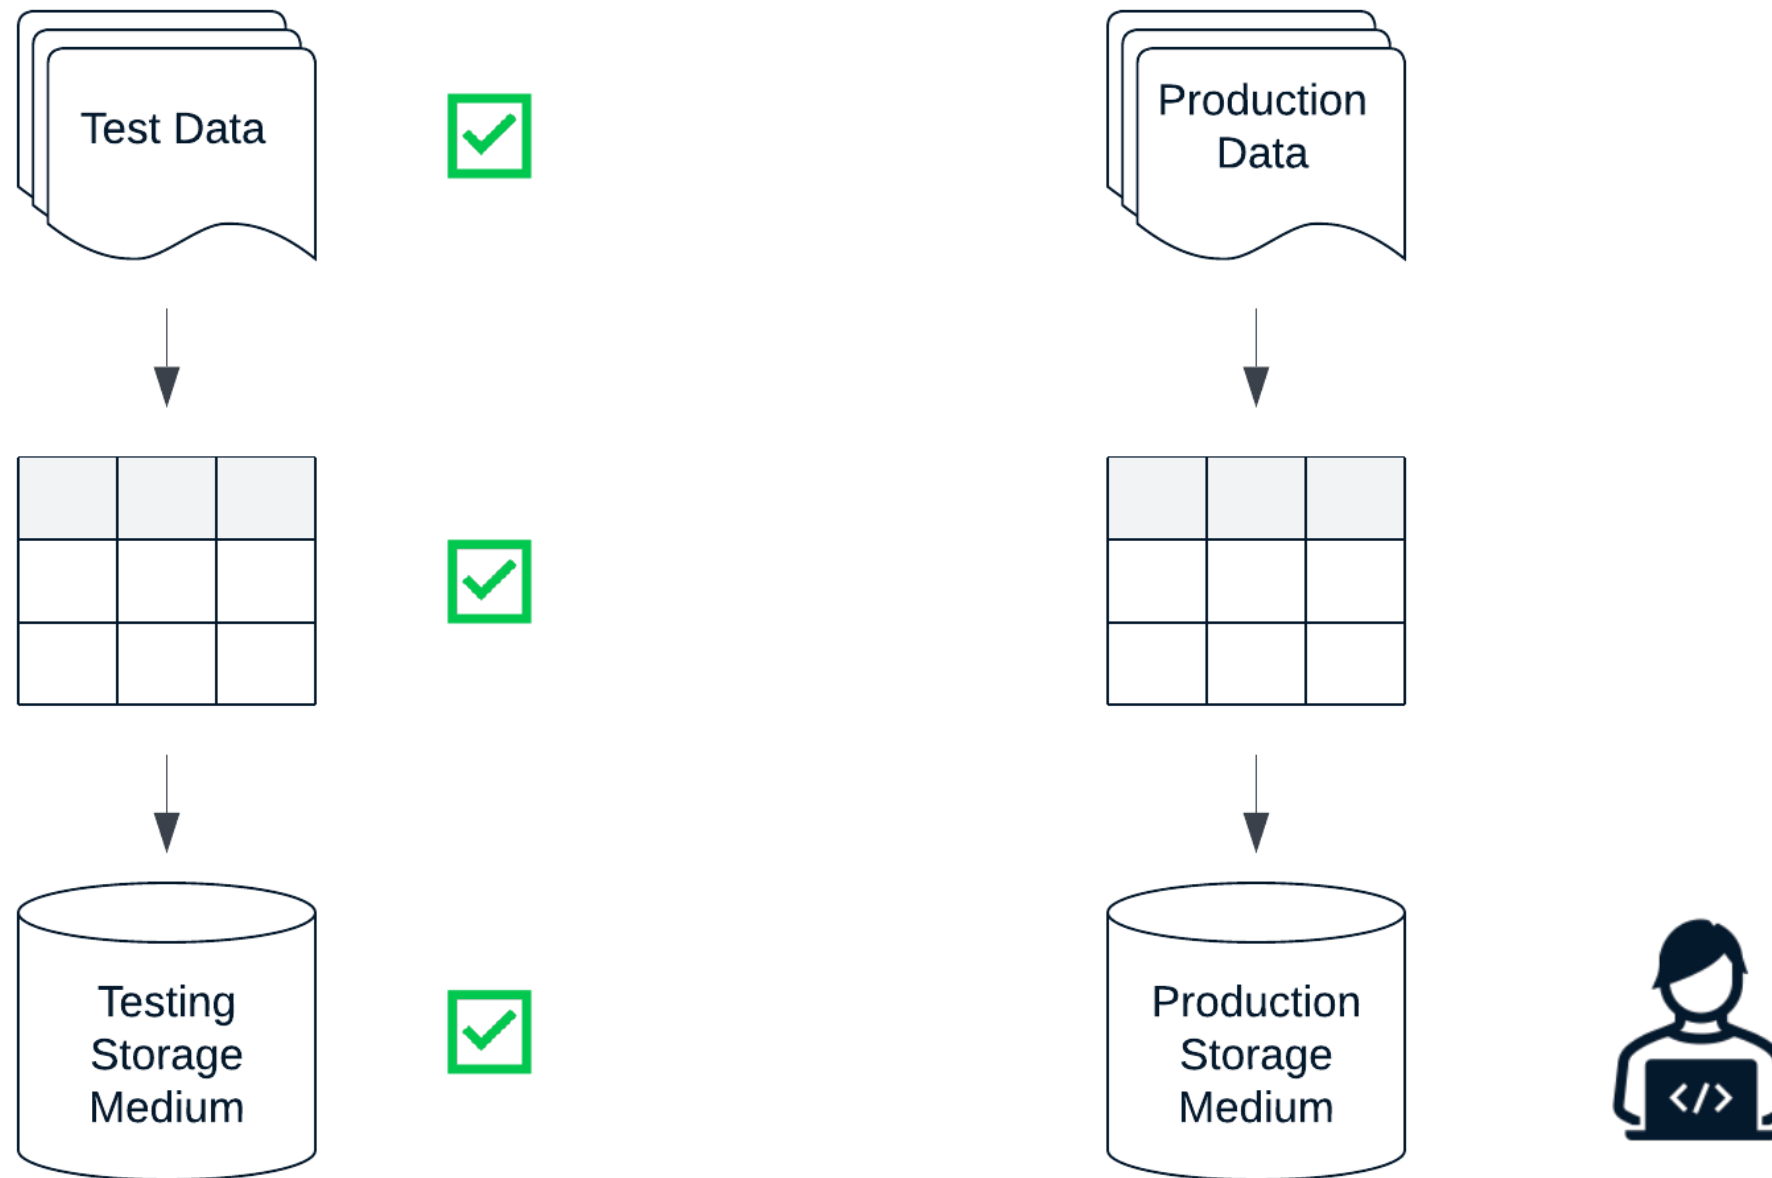 Test Data
Production
Data
Testing
Storage
Medium
Production
Storage
Medium
</>